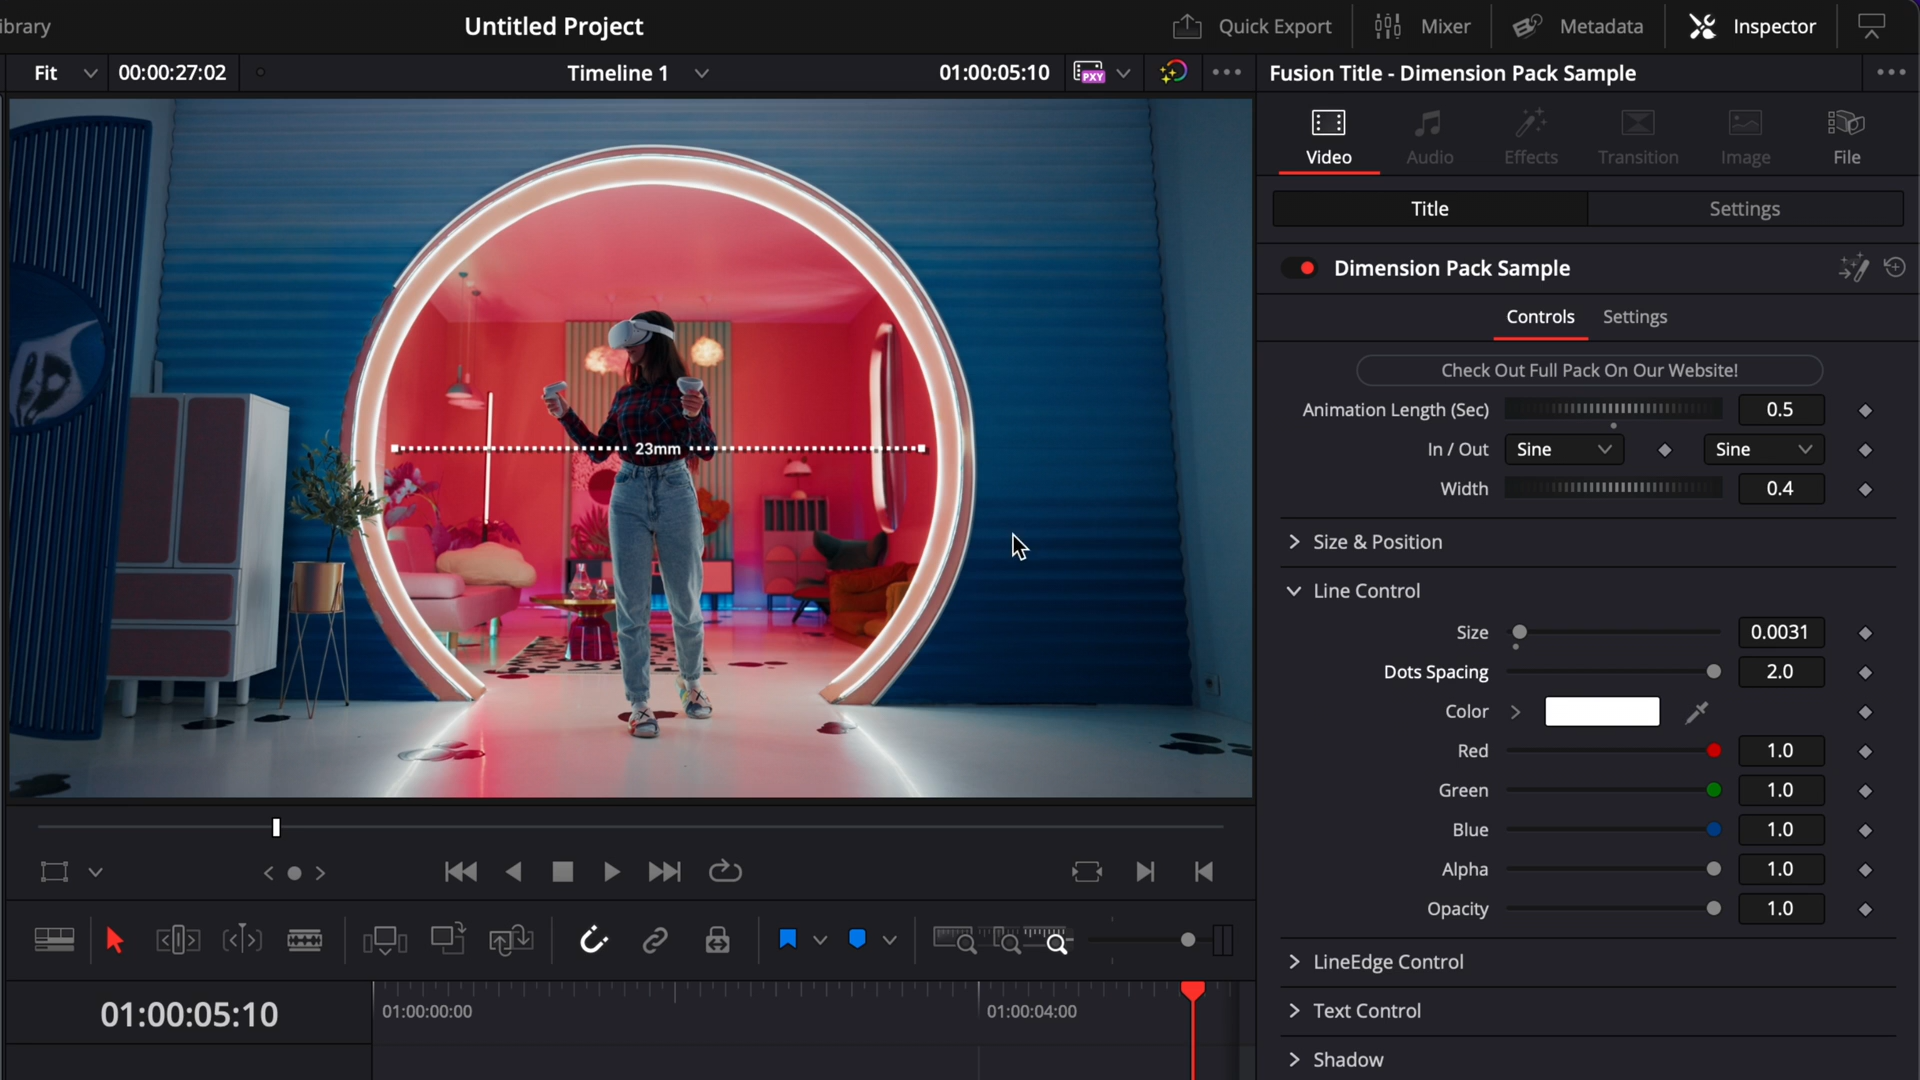 ibrary
Untitled Project
Quick Export
Mixer
Metadata
Inspector
Fit
00:00:27:02
Timeline 1
01:00:05:10
PXY
Fusion Title - Dimension Pack Sample
Video
Audio
Effects
Transition
Image
File
Title
Settings
Dimension Pack Sample
Controls
Settings
Check Out Full Pack On Our Website!
Animation Length (Sec)
0.5
In / Out
Sine
Sine
Width
0.4
23mm
Size & Position
Line Control
Size
0.0031
Dots Spacing
2.0
Color
Red
1.0
Green
1.0
Blue
1.0
Alpha
1.0
Opacity
1.0
LineEdge Control
Text Control
Shadow
01:00:05:10
01:00:00:00
01:00:04:00